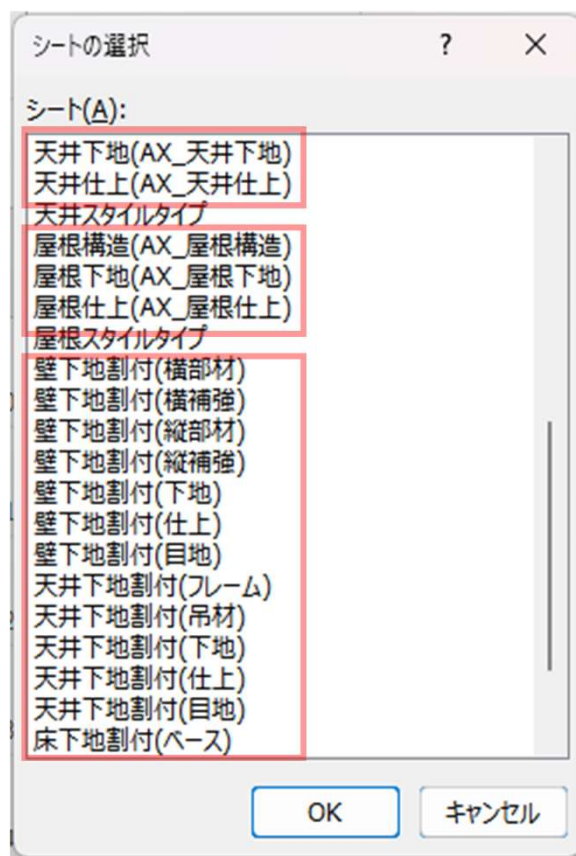 シートの選択 ? ×
シート(A):
天井下地(AX_天井下地)
天井仕上(AX_天井仕上)
天井スタイルタイプ
屋根構造(AX_屋根構造)
屋根下地(AX_屋根下地)
屋根仕上(AX_屋根仕上)
屋根スタイルタイプ
壁下地割付(横部材)
壁下地割付(横補強)
壁下地割付(縦部材)
壁下地割付(縦補強)
壁下地割付(下地)
壁下地割付(仕上)
壁下地割付(目地)
天井下地割付(フレーム)
天井下地割付(吊材)
天井下地割付(下地)
天井下地割付(仕上)
天井下地割付(目地)
床下地割付(ベース)
OK キャンセル